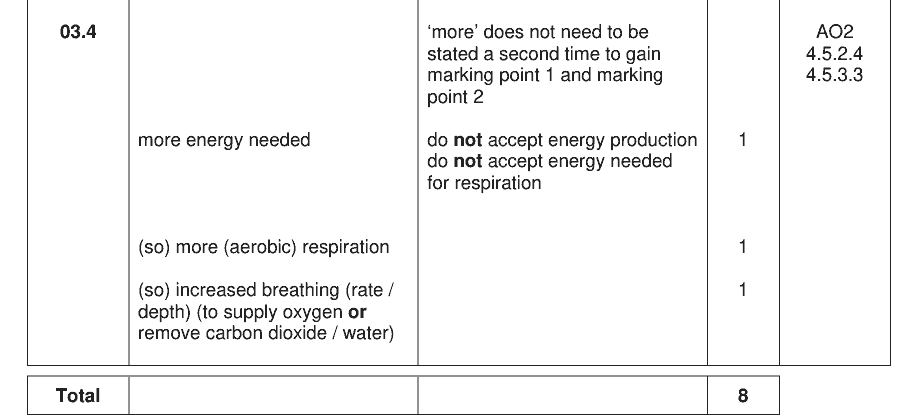 03.4
'more' does not need to be
stated a second time to gain
marking point 1 and marking
point 2
AO2
4.5.2.4
4.5.3.3
more energy needed
do not accept energy production
do not accept energy needed
for respiration
1
(so) more (aerobic) respiration
1
(so) increased breathing (rate /
depth) (to supply oxygen or
remove carbon dioxide / water)
1
Total
8